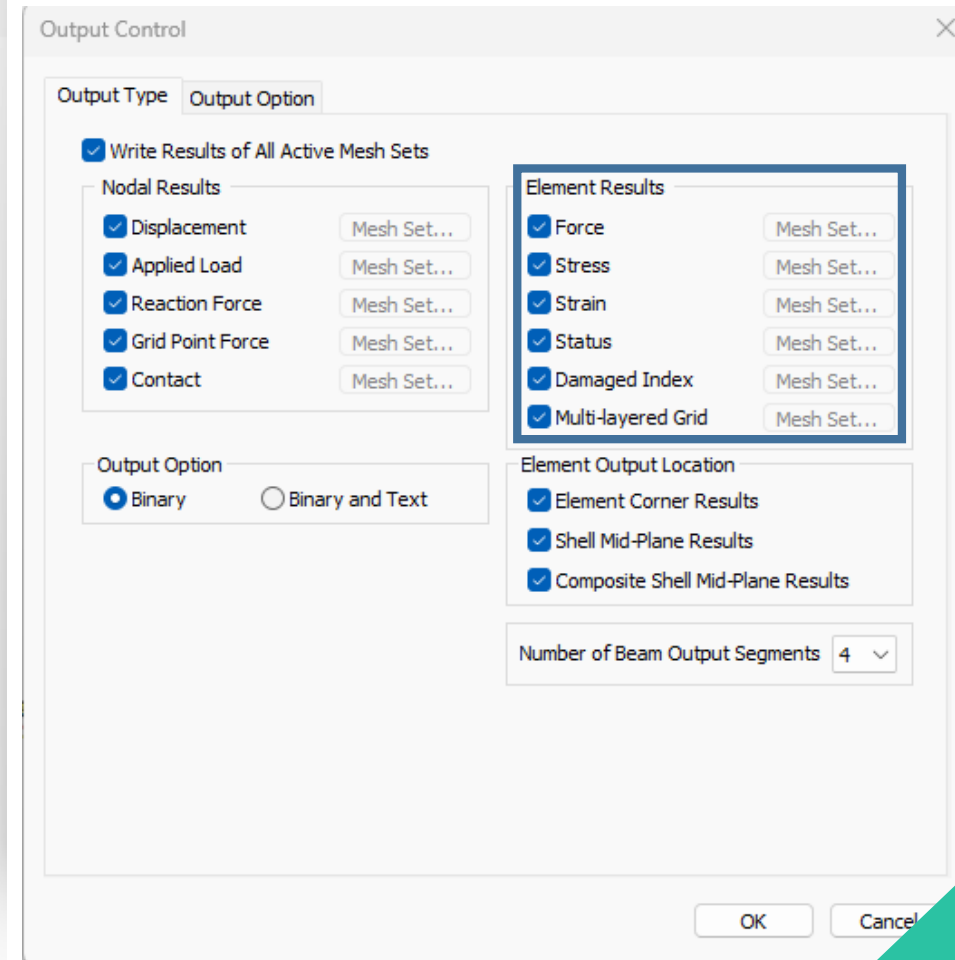 Output Control
Output Type
Output Option
Write Results of All Active Mesh Sets
Nodal Results
Displacement Mesh Set...
Applied Load Mesh Set...
Reaction Force Mesh Set...
Grid Point Force Mesh Set...
Contact Mesh Set...
Element Results
Force Mesh Set...
Stress Mesh Set...
Strain Mesh Set...
Status Mesh Set...
Damaged Index Mesh Set...
Multi-layered Grid Mesh Set...
Output Option
Binary
Binary and Text
Element Output Location
Element Corner Results
Shell Mid-Plane Results
Composite Shell Mid-Plane Results
Number of Beam Output Segments 4
OK
Cancel